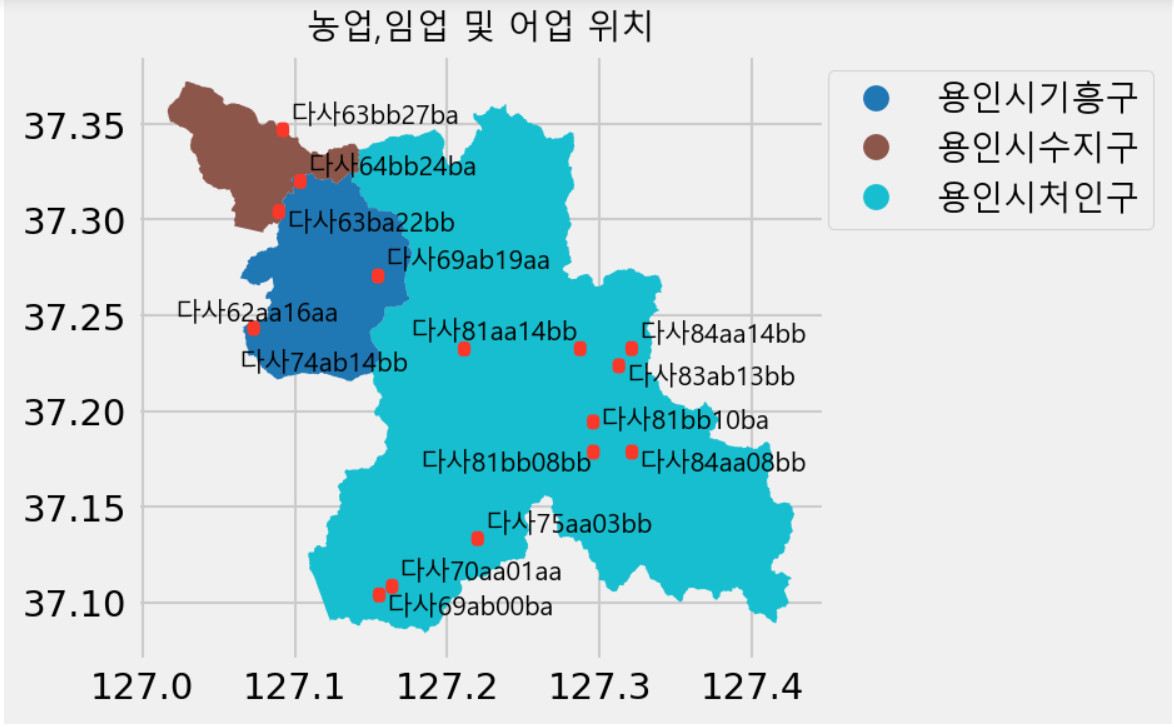 농업,임업 및 어업 위치
용인시기흥구
용인시수지구
용인시처인구
37.35
37.30
37.25
37.20
37.15
37.10
다사63bb27ba
다사64bb24ba
다사63ba22bb
다사69ab19aa
다사62aa16aa
다사81aa14bb
다사84aa14bb
다사74ab14bb
다사83ab13bb
다사81bb10ba
다사81bb08bb
다사84aa08bb
다사75aa03bb
다사70aa01aa
다사69ab00ba
127.0
127.1
127.2
127.3
127.4